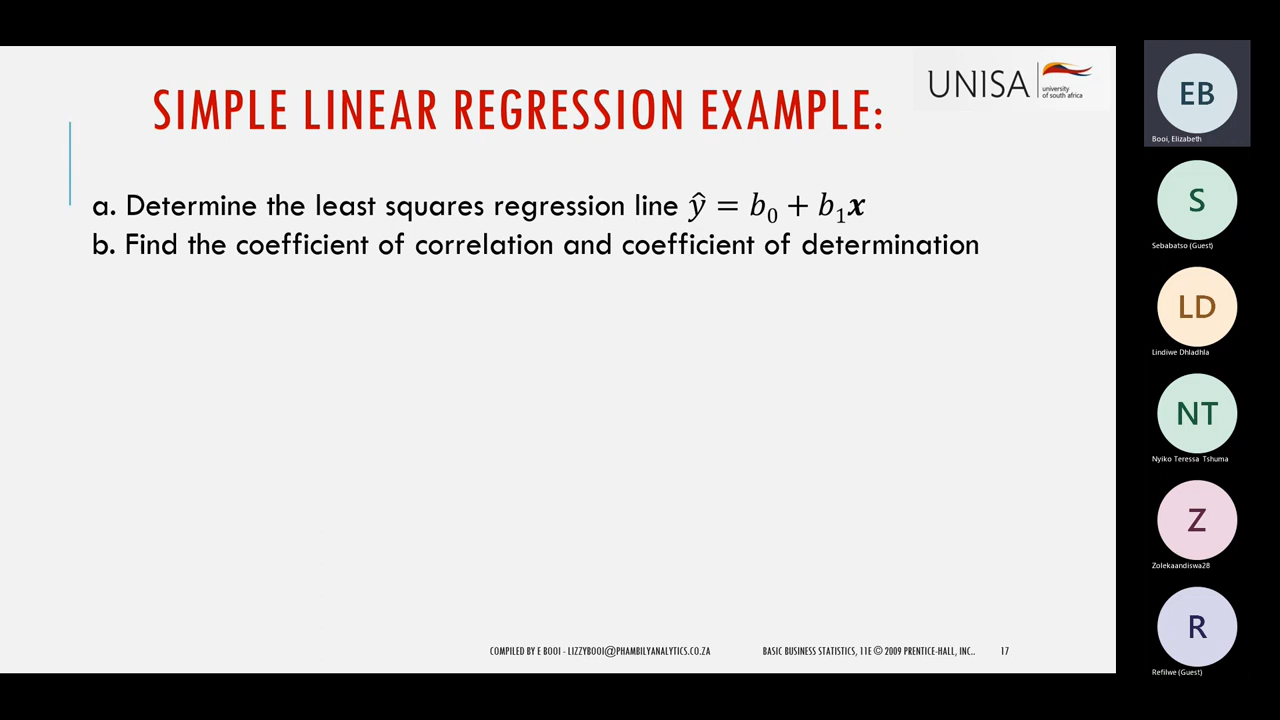 UNISA
university
of south africa
SIMPLE LINEAR REGRESSION EXAMPLE:
a. Determine the least squares regression line ŷ = b₀ + b₁x
b. Find the coefficient of correlation and coefficient of determination
COMPILED BY E BOOI - LIZZYBOOI@PHAMBILYANALYTICS.CO.ZA BASIC BUSINESS STATISTICS, 11E © 2009 PRENTICE-HALL, INC.. 17
EB
Booi, Elizabeth
S
Sebabatso (Guest)
LD
Lindiwe Dhladhla
NT
Nyiko Teressa Tshuma
Z
Zolekaandiswa28
R
Refilwe (Guest)